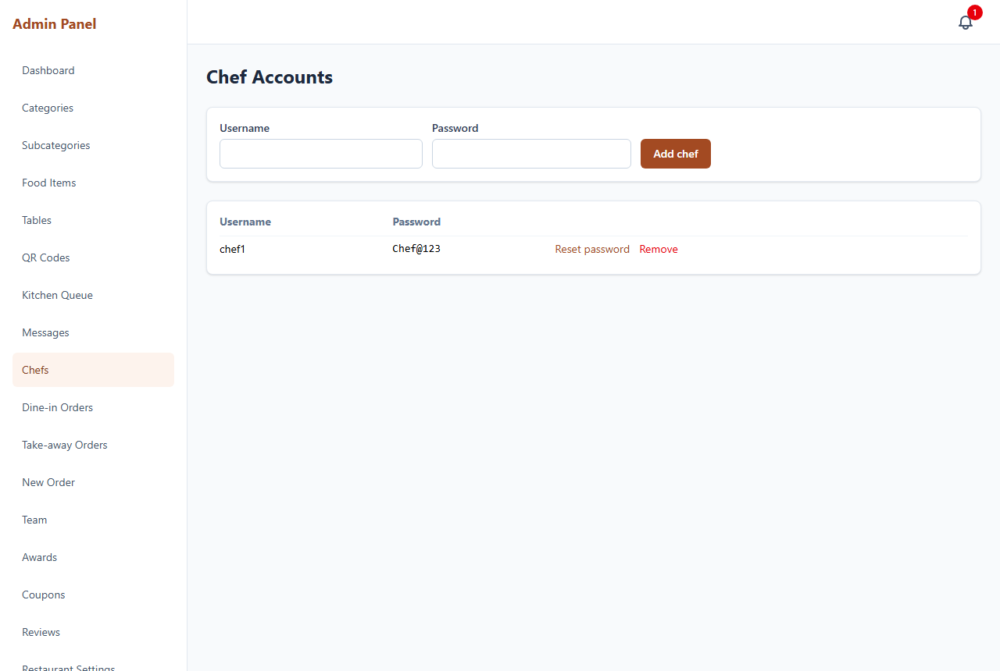 Admin Panel
1
Dashboard
Categories
Subcategories
Food Items
Tables
QR Codes
Kitchen Queue
Messages
Chefs
Dine-in Orders
Take-away Orders
New Order
Team
Awards
Coupons
Reviews
Restaurant Settings
Chef Accounts
Username Password
Add chef
Username Password
chef1 Chef@123 Reset password Remove